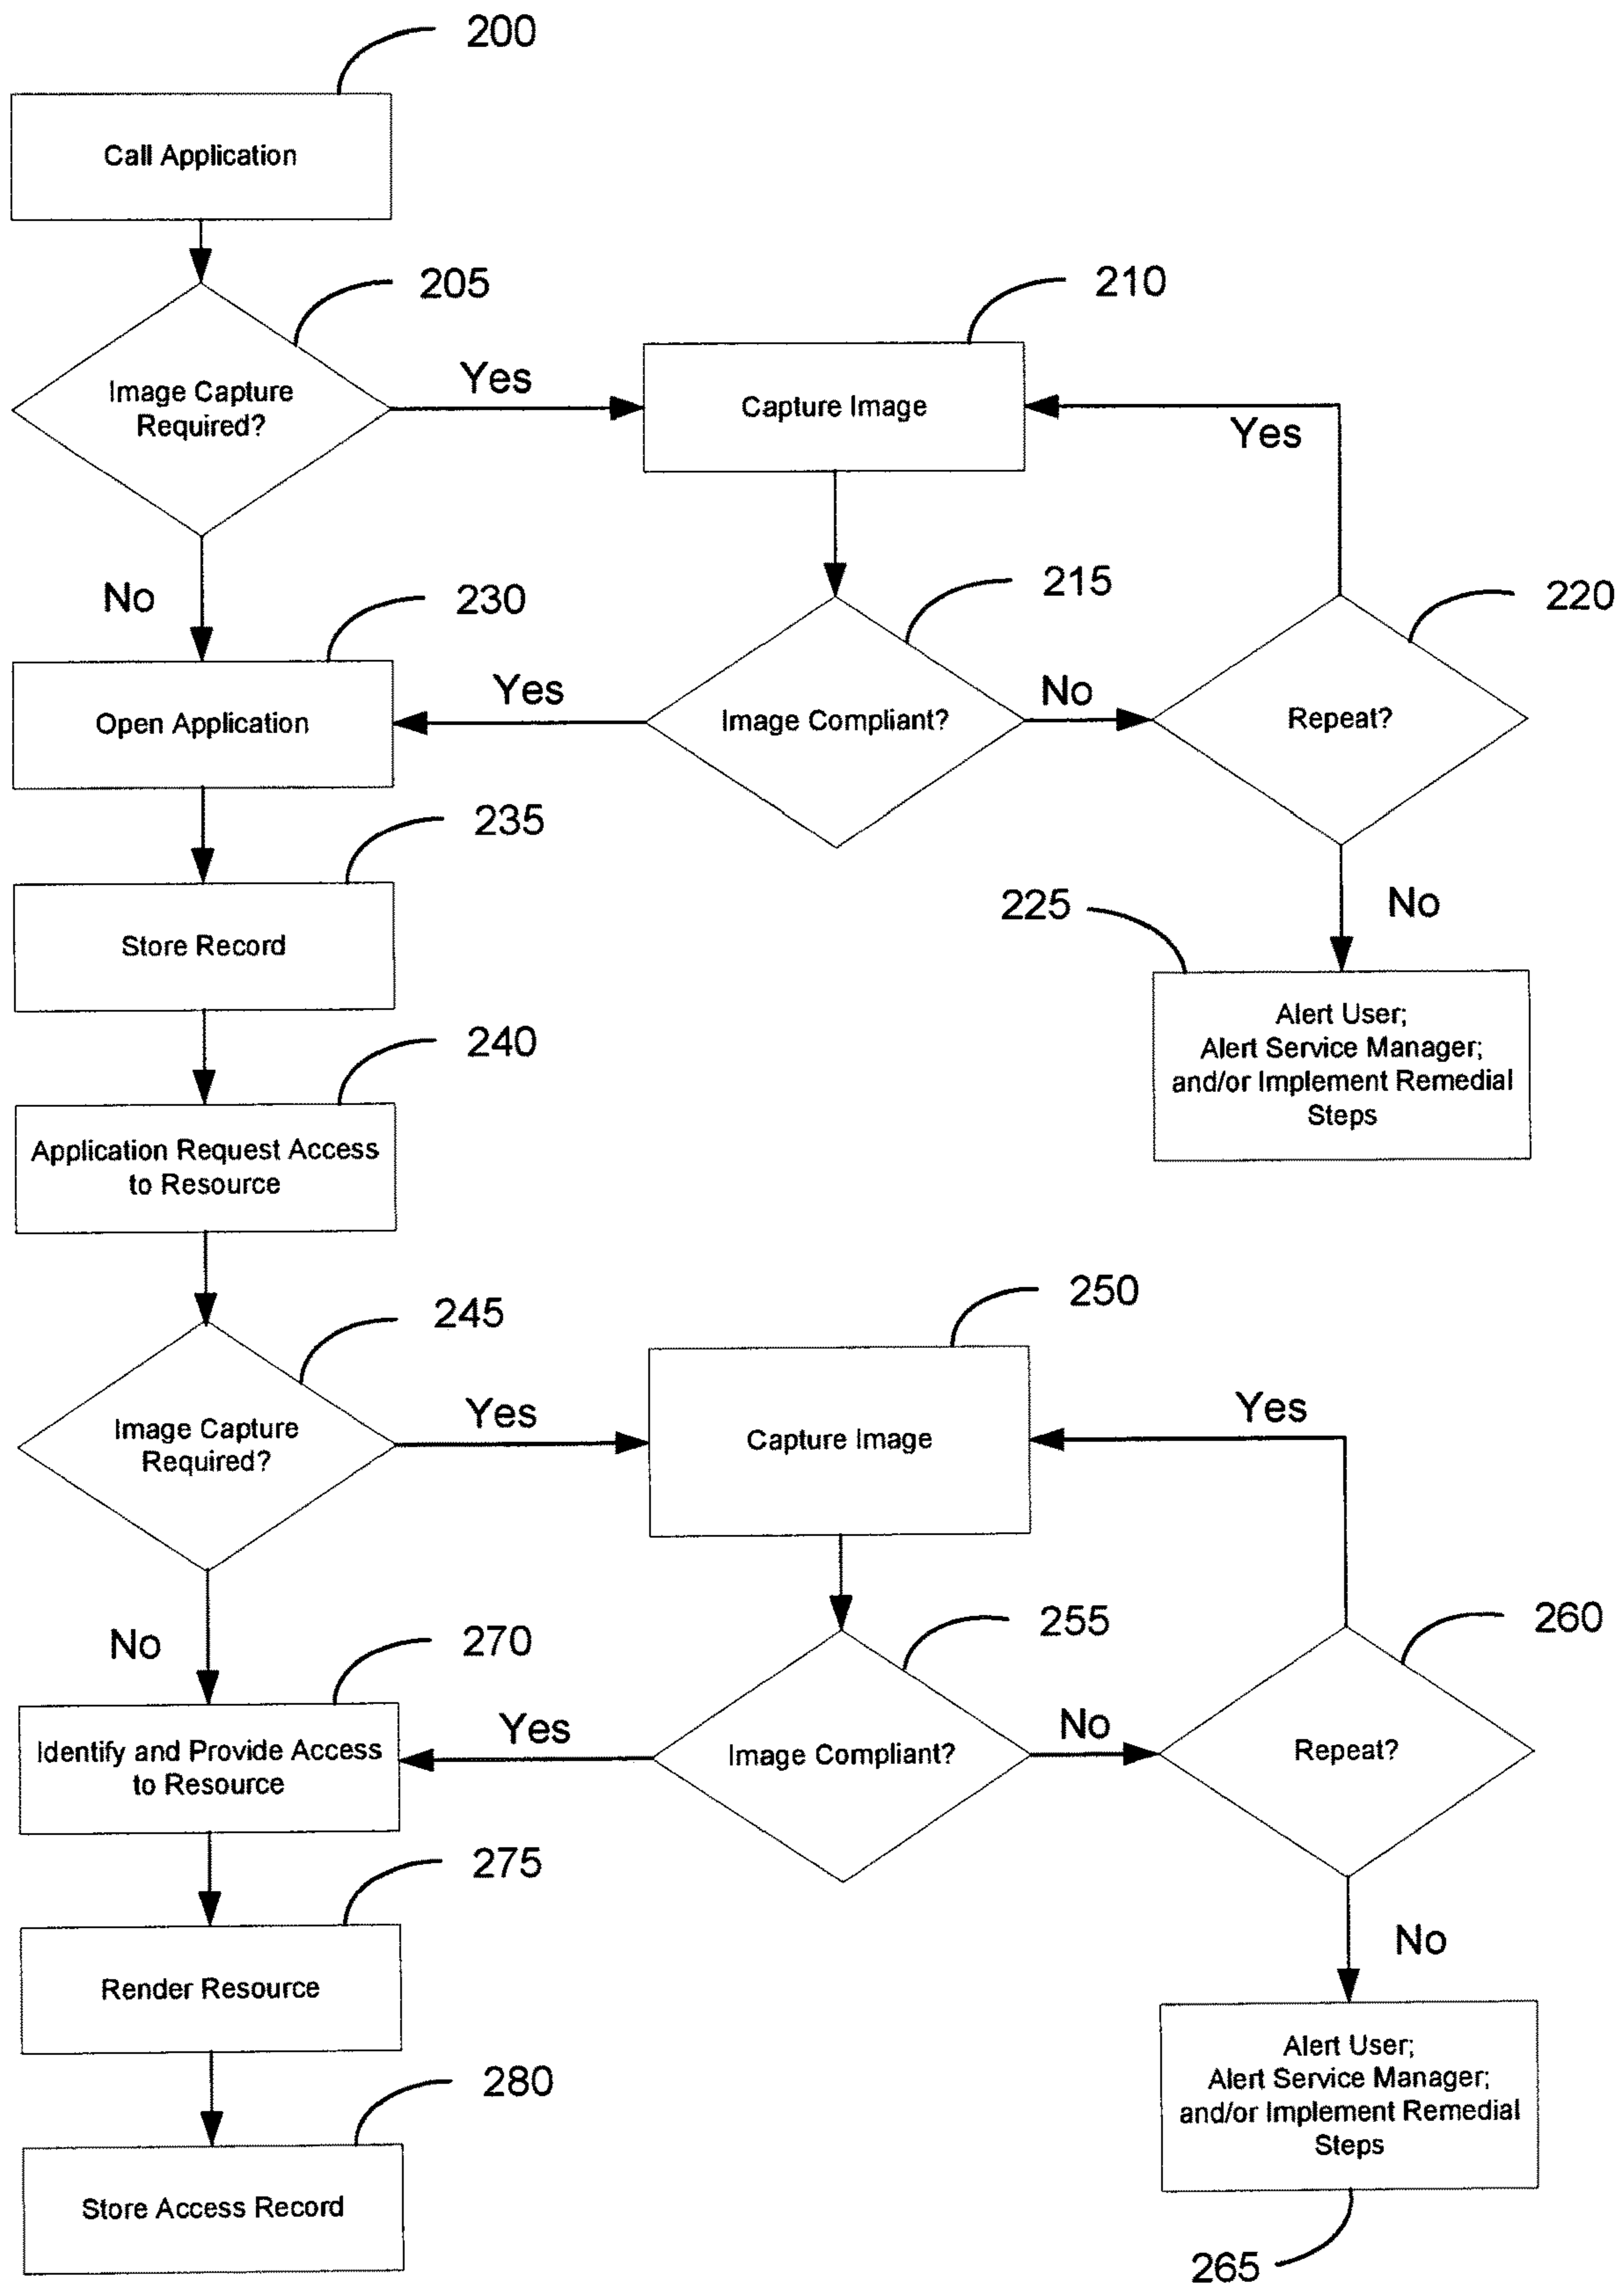 200
Call Application
205
Image Capture
Required?
Yes
210
Capture Image
Yes
No
230
Open Application
Yes
215
Image Compliant?
No
220
Repeat?
No
225
Alert User;
Alert Service Manager;
and/or Implement Remedial
Steps
235
Store Record
240
Application Request Access
to Resource
245
Image Capture
Required?
Yes
250
Capture Image
Yes
No
270
Identify and Provide Access
to Resource
Yes
255
Image Compliant?
No
260
Repeat?
No
Alert User;
Alert Service Manager;
and/or Implement Remedial
Steps
265
275
Render Resource
280
Store Access Record